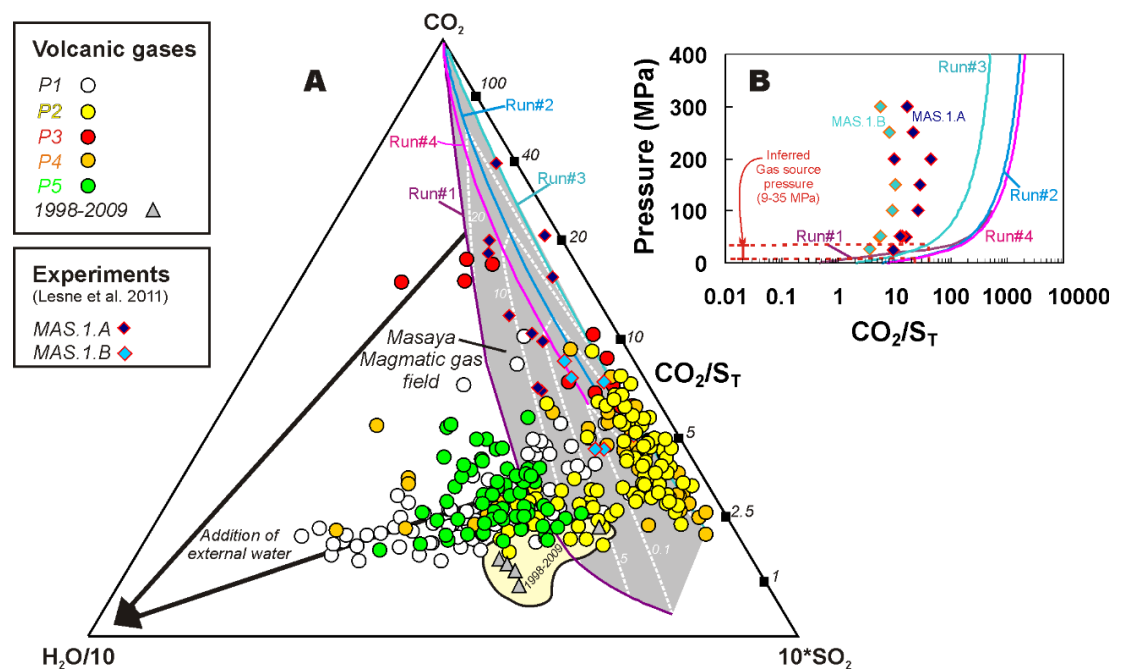 Volcanic gases
P1
P2
P3
P4
P5
1998-2009
Experiments
(Lesne et al. 2011)
MAS.1.A
MAS.1.B
A
CO2
100
40
20
10
5
2.5
1
CO2/ST
Run#2
Run#4
Run#3
Run#1
20
10
5
0.1
Masaya
Magmatic gas
field
Addition of
external water
1998-2009
H2O/10
10*SO2
B
Pressure (MPa)
400
300
200
100
0
Run#3
MAS.1.B
MAS.1.A
Inferred
Gas source
pressure
(9-35 MPa)
Run#1
Run#2
Run#4
0.01
0.1
1
10
100
1000
10000
CO2/ST